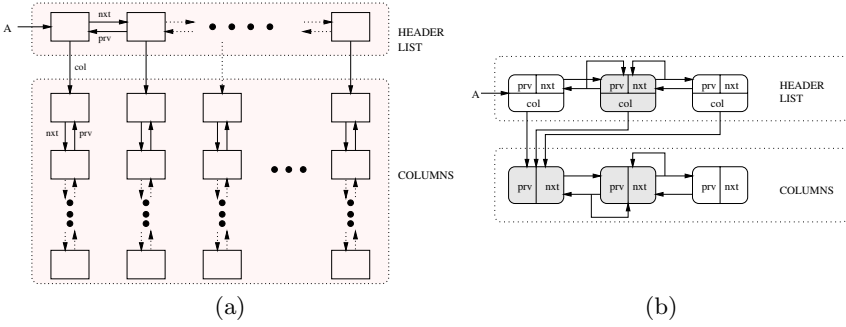 A
nxt
prv
HEADER
LIST
col
nxt
prv
COLUMNS
(a)
A
prv nxt
col
prv nxt
col
prv nxt
col
HEADER
LIST
prv nxt
prv nxt
prv nxt
COLUMNS
(b)